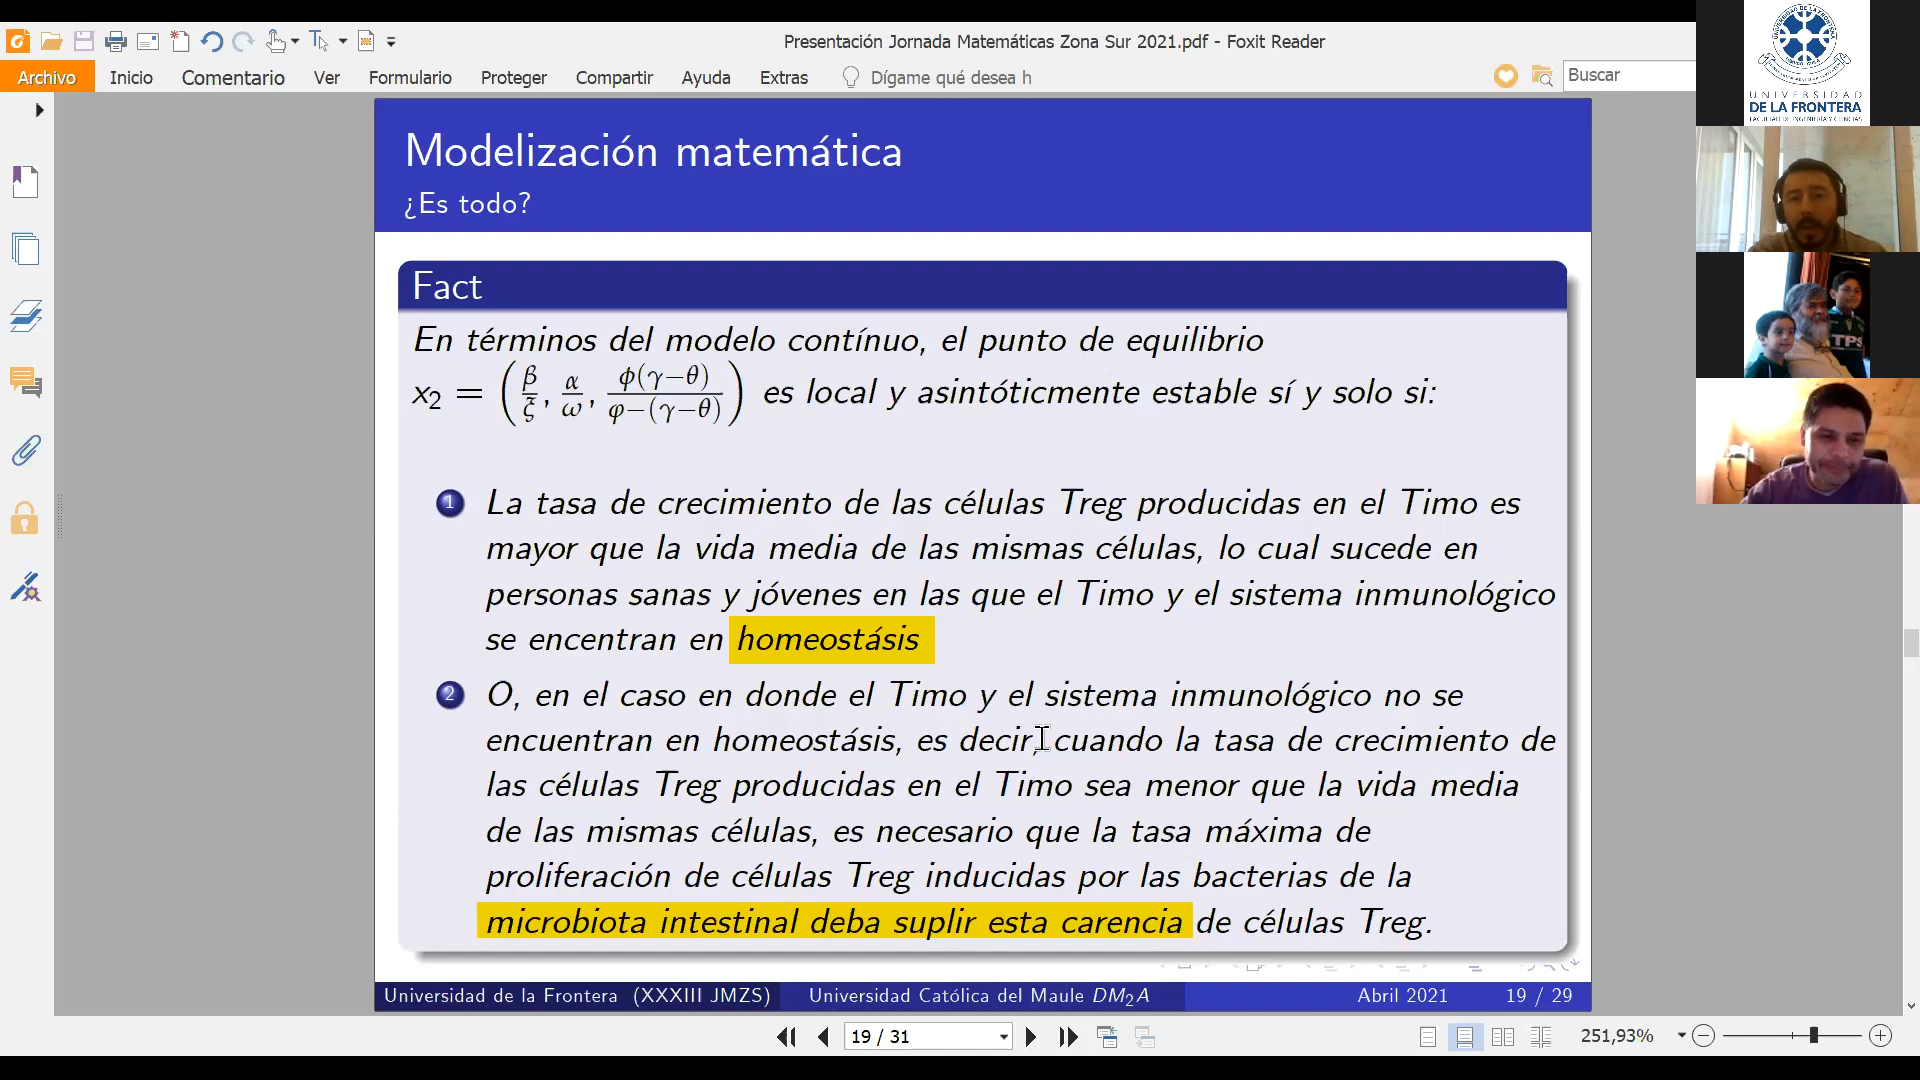 Presentación Jornada Matemáticas Zona Sur 2021.pdf - Foxit Reader
Archivo Inicio Comentario Ver Formulario Proteger Compartir Ayuda Extras Dígame qué desea h Buscar
UNIVERSIDAD
DE LA FRONTERA
FACULTAD DE INGENIERÍA Y CIENCIAS
Modelización matemática
¿Es todo?
Fact
En términos del modelo contínuo, el punto de equilibrio
x₂ = (β/ξ, α/ω, ϕ(γ−θ)/φ−(γ−θ)) es local y asintóticmente estable sí y solo si:
1 La tasa de crecimiento de las células Treg producidas en el Timo es
mayor que la vida media de las mismas células, lo cual sucede en
personas sanas y jóvenes en las que el Timo y el sistema inmunológico
se encentran en homeostásis
2 O, en el caso en donde el Timo y el sistema inmunológico no se
encuentran en homeostásis, es decir, cuando la tasa de crecimiento de
las células Treg producidas en el Timo sea menor que la vida media
de las mismas células, es necesario que la tasa máxima de
proliferación de células Treg inducidas por las bacterias de la
microbiota intestinal deba suplir esta carencia de células Treg.
Universidad de la Frontera (XXXIII JMZS) Universidad Católica del Maule DM₂A Abril 2021 19 / 29
19 / 31 251,93%
TPS